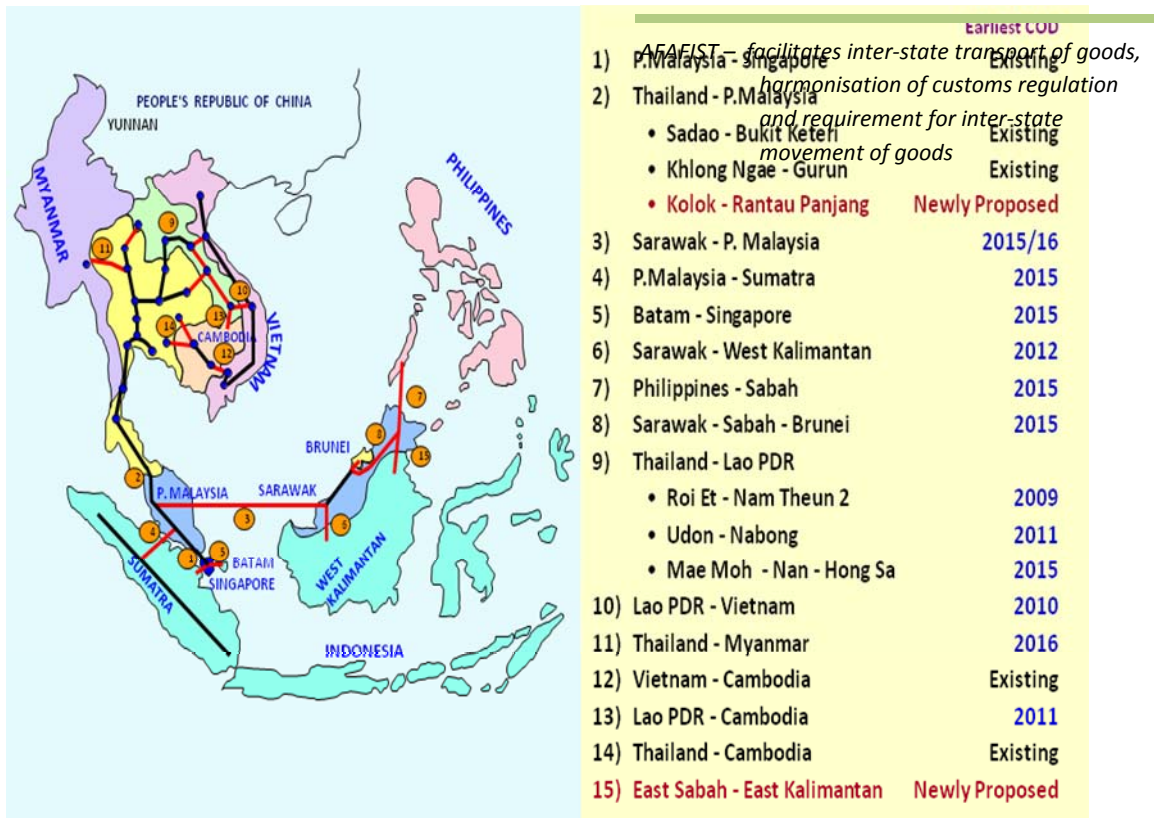 PEOPLE'S REPUBLIC OF CHINA
YUNNAN
MYANMAR
PHILIPPINES
VIETNAM
CAMBODIA
BRUNEI
P. MALAYSIA
SARAWAK
SUMATRA
BATAM
SINGAPORE
WEST KALIMANTAN
INDONESIA
1
2
3
4
5
6
7
8
9
10
11
12
13
14
15
Earliest COD
AFAFIST – facilitates inter-state transport of goods,
harmonisation of customs regulation
and requirement for inter-state
movement of goods
1) P.Malaysia - Singapore Existing
2) Thailand - P.Malaysia
• Sadao - Bukit Keteri Existing
• Khlong Ngae - Gurun Existing
• Kolok - Rantau Panjang Newly Proposed
3) Sarawak - P. Malaysia 2015/16
4) P.Malaysia - Sumatra 2015
5) Batam - Singapore 2015
6) Sarawak - West Kalimantan 2012
7) Philippines - Sabah 2015
8) Sarawak - Sabah - Brunei 2015
9) Thailand - Lao PDR
• Roi Et - Nam Theun 2 2009
• Udon - Nabong 2011
• Mae Moh - Nan - Hong Sa 2015
10) Lao PDR - Vietnam 2010
11) Thailand - Myanmar 2016
12) Vietnam - Cambodia Existing
13) Lao PDR - Cambodia 2011
14) Thailand - Cambodia Existing
15) East Sabah - East Kalimantan Newly Proposed